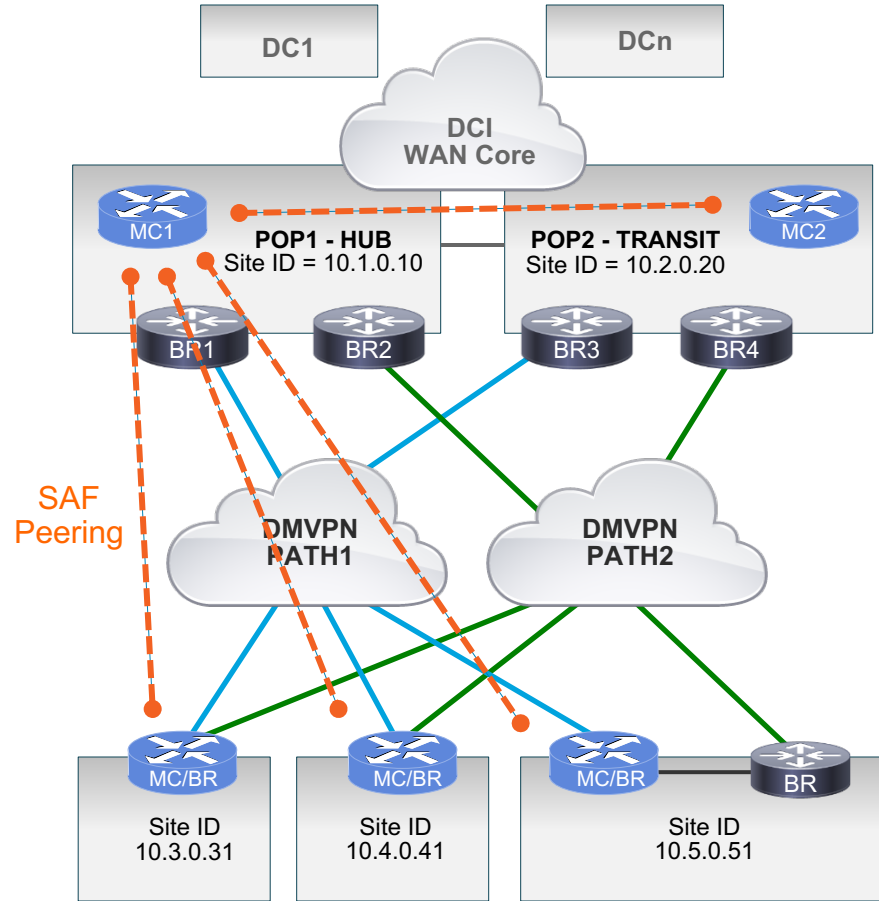 DC1
DCn
DCI
WAN Core
MC1
MC2
POP1 - HUB
Site ID = 10.1.0.10
POP2 - TRANSIT
Site ID = 10.2.0.20
BR1
BR2
BR3
BR4
SAF
Peering
DMVPN
PATH1
DMVPN
PATH2
MC/BR
MC/BR
MC/BR
BR
Site ID
10.3.0.31
Site ID
10.4.0.41
Site ID
10.5.0.51